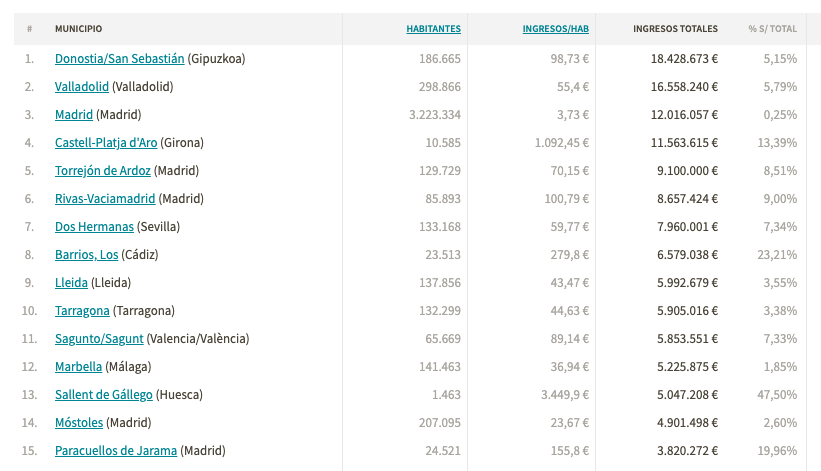 # MUNICIPIO HABITANTES INGRESOS/HAB INGRESOS TOTALES % S/ TOTAL
1. Donostia/San Sebastián (Gipuzkoa) 186.665 98,73 € 18.428.673 € 5,15%
2. Valladolid (Valladolid) 298.866 55,4 € 16.558.240 € 5,79%
3. Madrid (Madrid) 3.223.334 3,73 € 12.016.057 € 0,25%
4. Castell-Platja d'Aro (Girona) 10.585 1.092,45 € 11.563.615 € 13,39%
5. Torrejón de Ardoz (Madrid) 129.729 70,15 € 9.100.000 € 8,51%
6. Rivas-Vaciamadrid (Madrid) 85.893 100,79 € 8.657.424 € 9,00%
7. Dos Hermanas (Sevilla) 133.168 59,77 € 7.960.001 € 7,34%
8. Barrios, Los (Cádiz) 23.513 279,8 € 6.579.038 € 23,21%
9. Lleida (Lleida) 137.856 43,47 € 5.992.679 € 3,55%
10. Tarragona (Tarragona) 132.299 44,63 € 5.905.016 € 3,38%
11. Sagunto/Sagunt (Valencia/València) 65.669 89,14 € 5.853.551 € 7,33%
12. Marbella (Málaga) 141.463 36,94 € 5.225.875 € 1,85%
13. Sallent de Gállego (Huesca) 1.463 3.449,9 € 5.047.208 € 47,50%
14. Móstoles (Madrid) 207.095 23,67 € 4.901.498 € 2,60%
15. Paracuellos de Jarama (Madrid) 24.521 155,8 € 3.820.272 € 19,96%